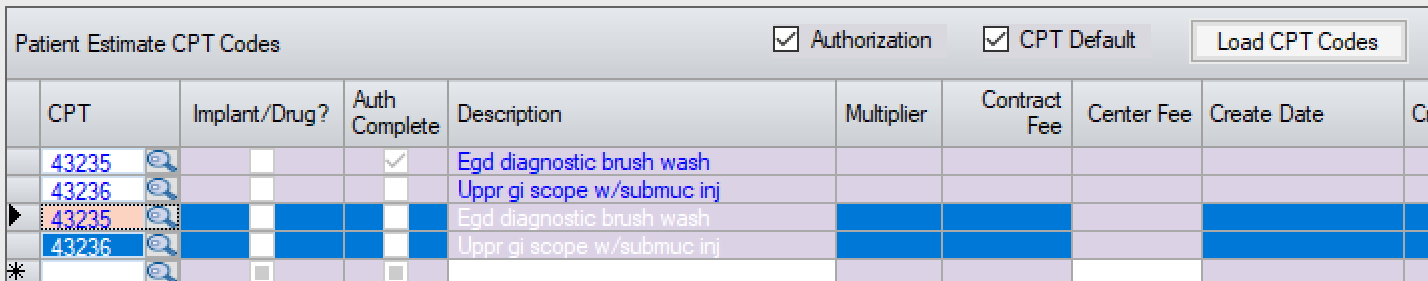 Patient Estimate CPT Codes Authorization CPT Default Load CPT Codes
CPT Implant/Drug? Auth Complete Description Multiplier Contract Fee Center Fee Create Date
43235 Egd diagnostic brush wash
43236 Uppr gi scope w/submuc inj
43235 Egd diagnostic brush wash
43236 Uppr gi scope w/submuc inj